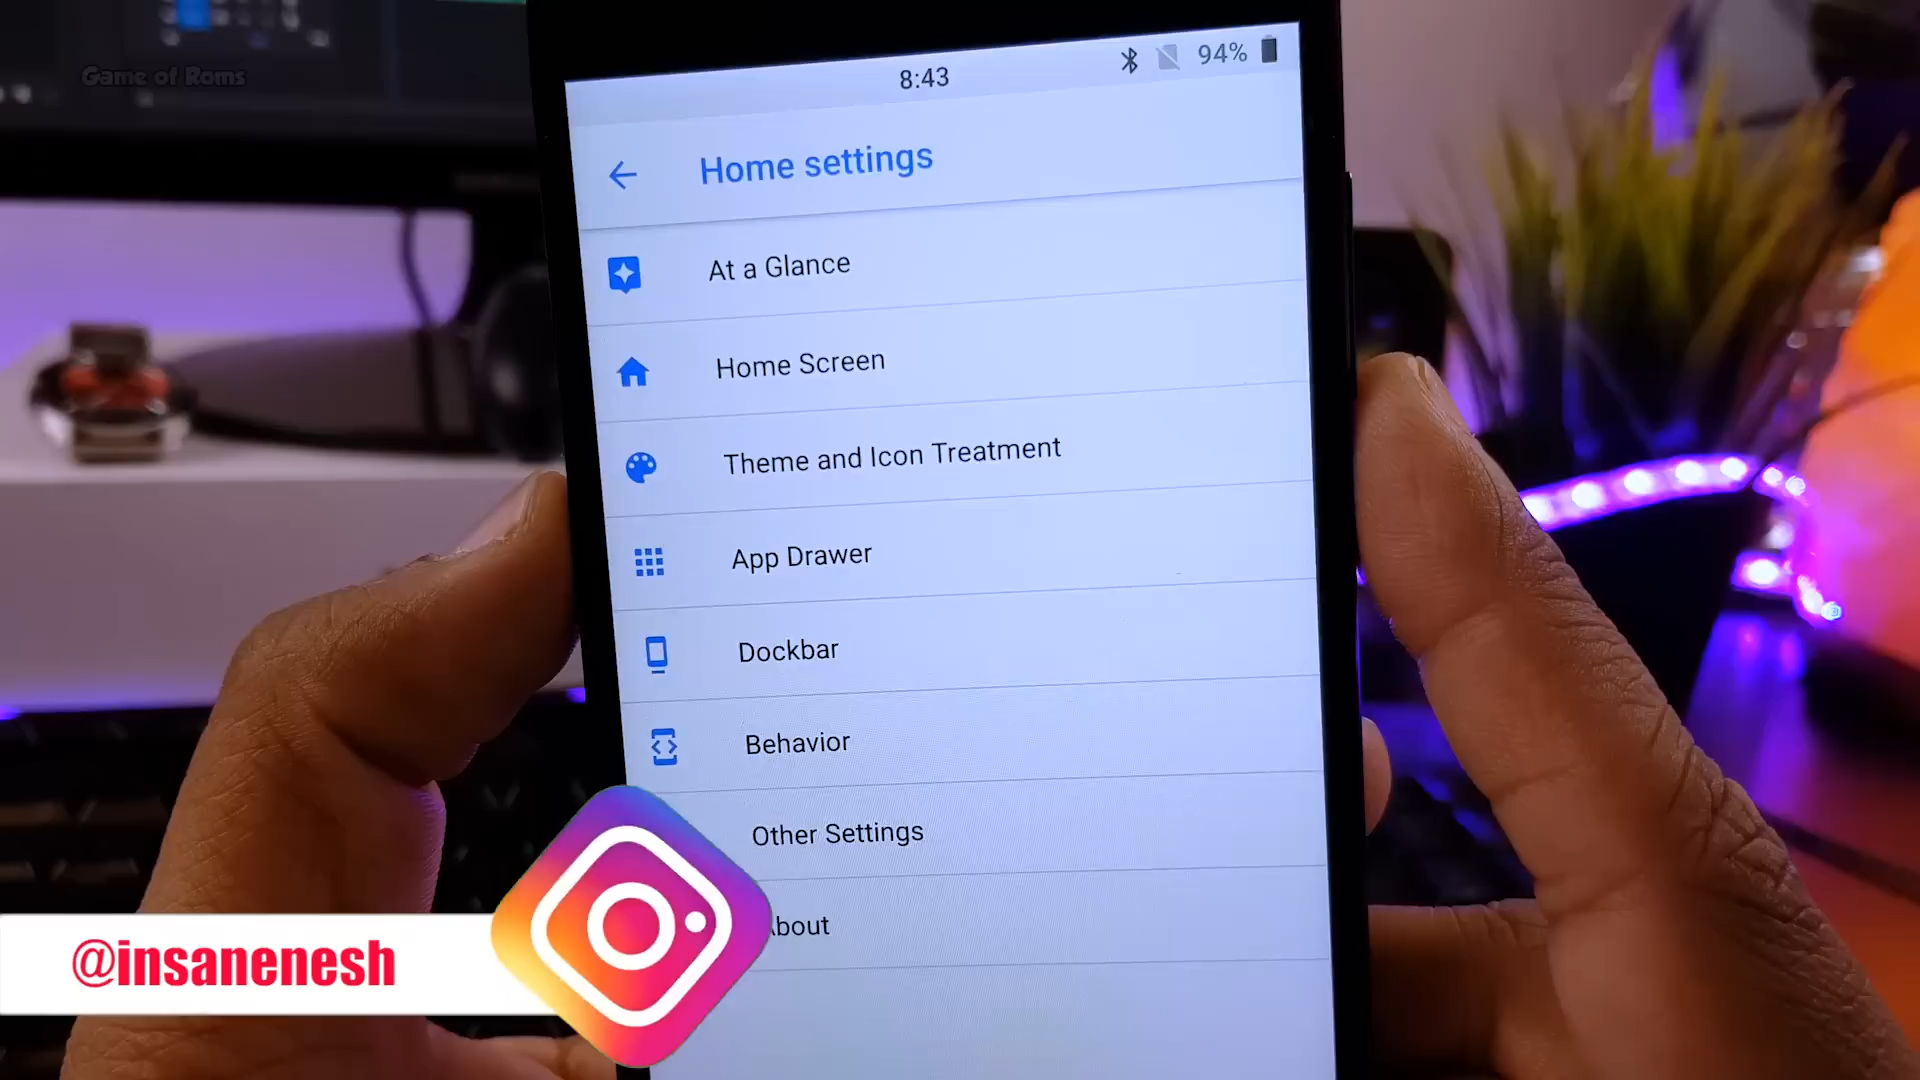 Game of Roms
8:43
94%
Home settings
At a Glance
Home Screen
Theme and Icon Treatment
App Drawer
Dockbar
Behavior
Other Settings
bout
@insanenesh